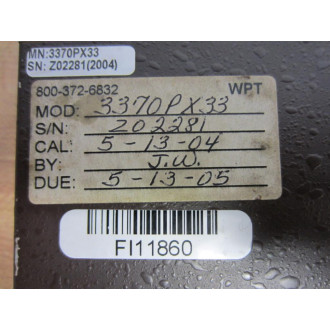 MN:3370PX33
SN: Z02281(2004)
800-372-6832 WPT
MOD: 3370PX33
S/N: Z02281
CAL: 5-13-04
BY: J.W.
DUE: 5-13-05
FI11860